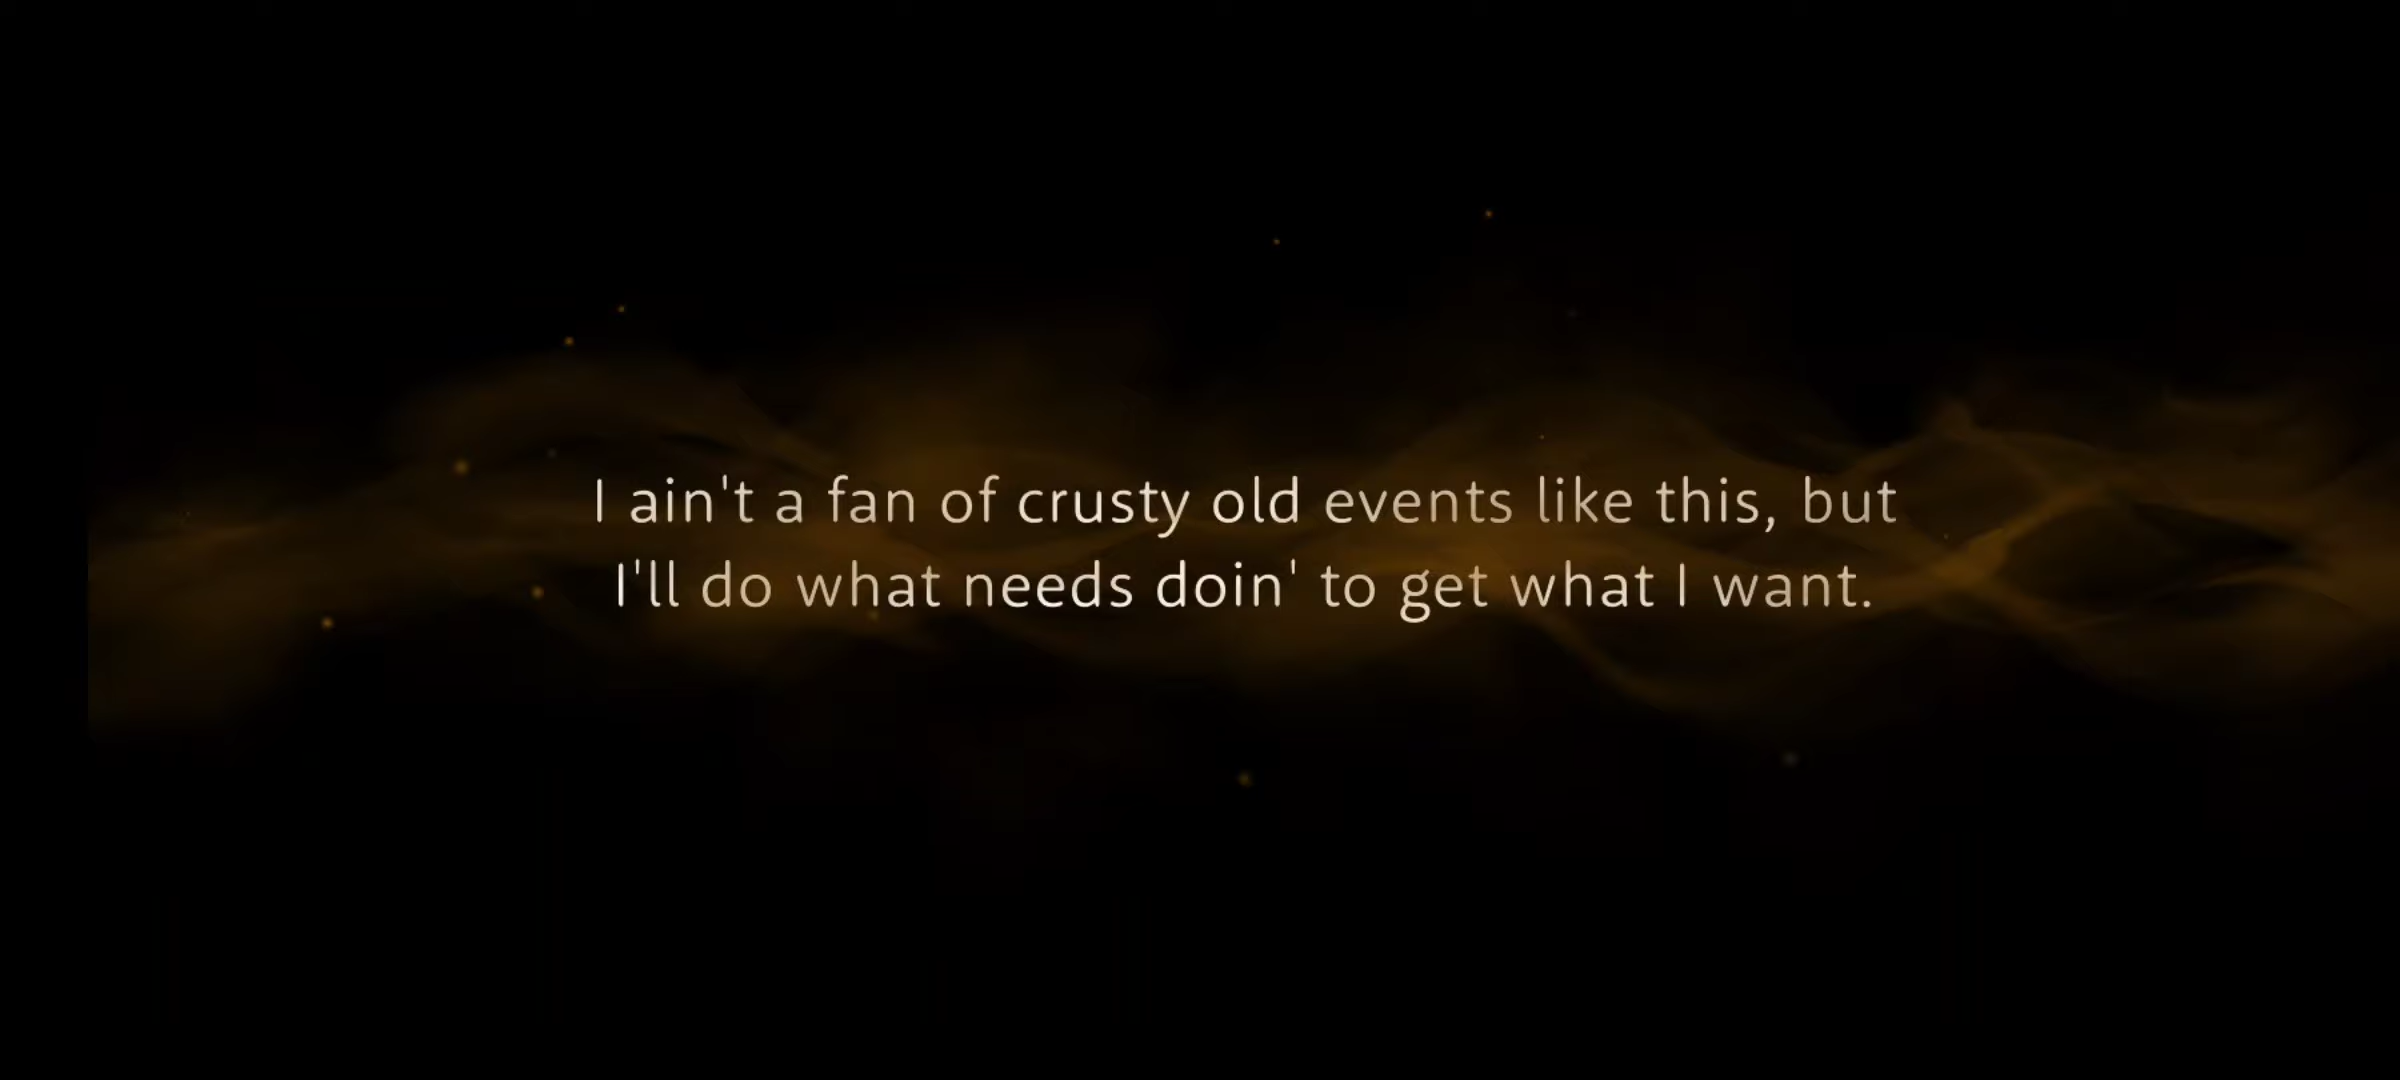 I ain't a fan of crusty old events like this, but
I'll do what needs doin' to get what I want.